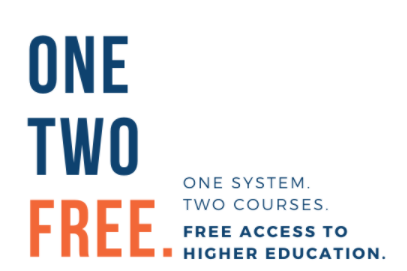 ONE
TWO
FREE.
ONE SYSTEM.
TWO COURSES.
FREE ACCESS TO
HIGHER EDUCATION.